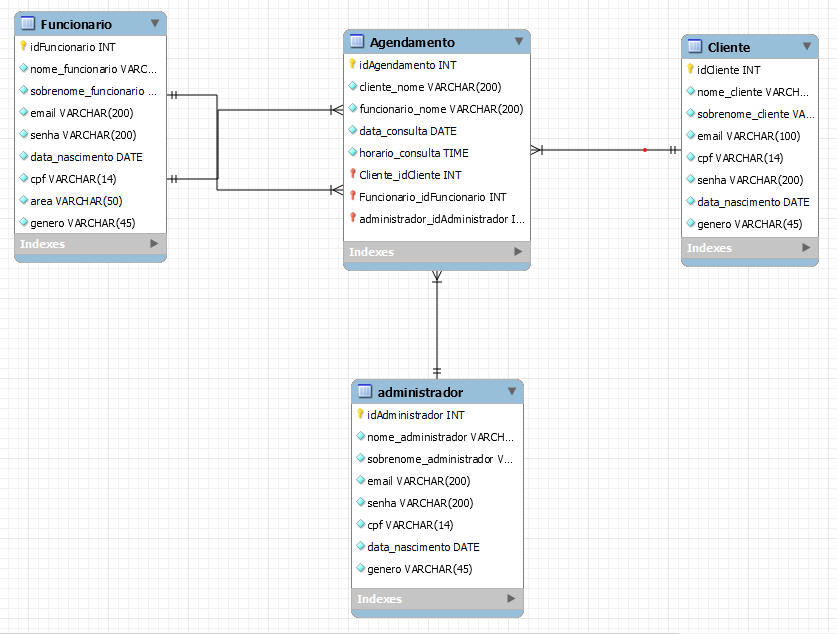 Funcionario
idFuncionario INT
nome_funcionario VARC...
sobrenome_funcionario ...
email VARCHAR(200)
senha VARCHAR(200)
data_nascimento DATE
cpf VARCHAR(14)
area VARCHAR(50)
genero VARCHAR(45)
Indexes
Agendamento
idAgendamento INT
cliente_nome VARCHAR(200)
funcionario_nome VARCHAR(200)
data_consulta DATE
horario_consulta TIME
Cliente_idCliente INT
Funcionario_idFuncionario INT
administrador_idAdministrador I...
Indexes
Cliente
idCliente INT
nome_cliente VARCH...
sobrenome_cliente VA...
email VARCHAR(100)
cpf VARCHAR(14)
senha VARCHAR(200)
data_nascimento DATE
genero VARCHAR(45)
Indexes
administrador
idAdministrador INT
nome_administrador VARCH...
sobrenome_administrador V...
email VARCHAR(200)
senha VARCHAR(200)
cpf VARCHAR(14)
data_nascimento DATE
genero VARCHAR(45)
Indexes